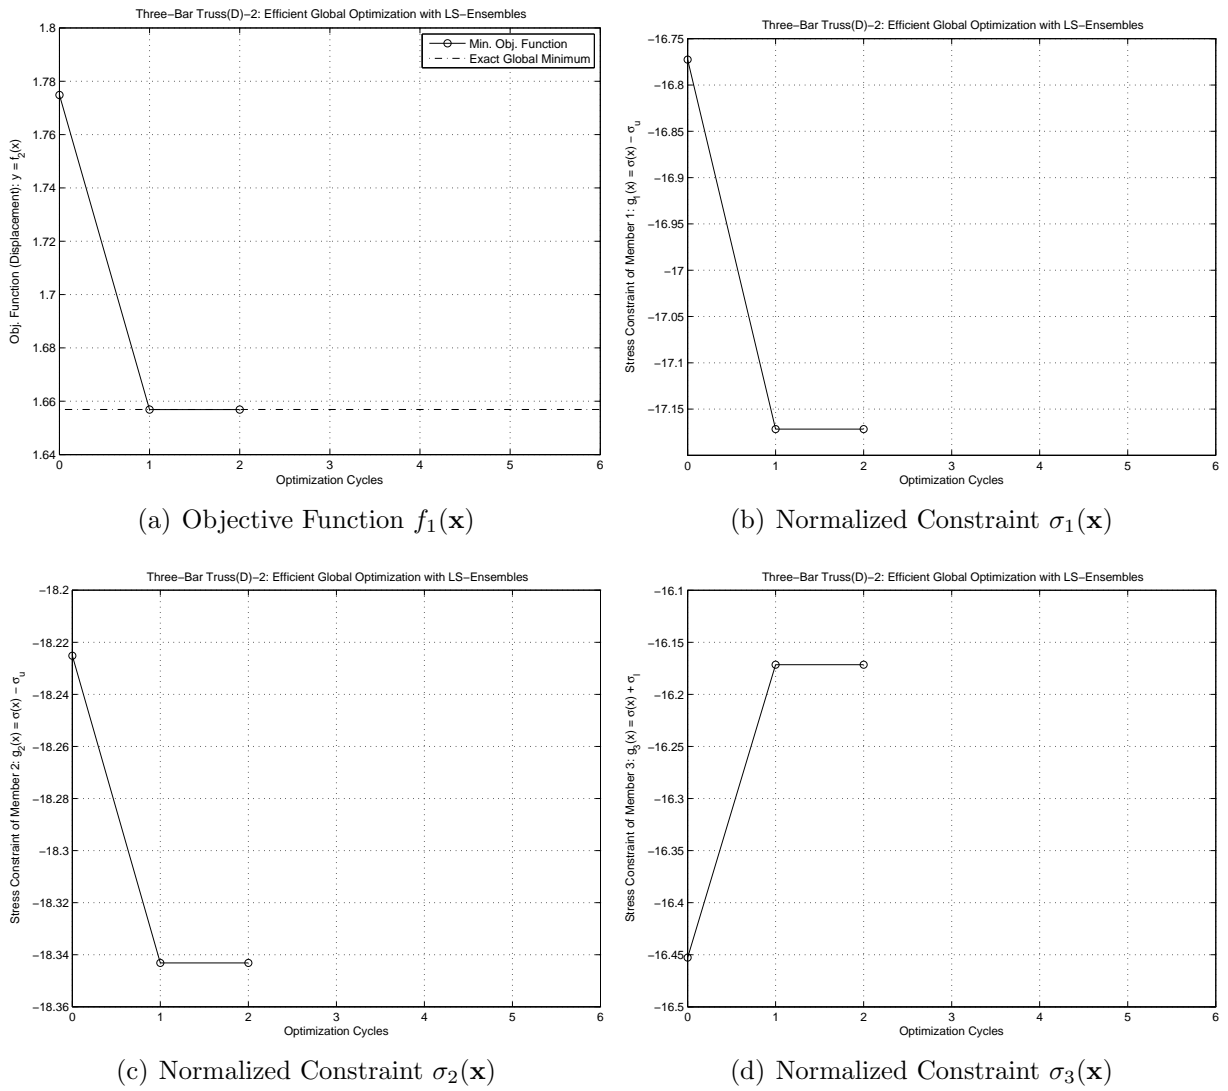 Three−Bar Truss(D)−2: Efficient Global Optimization with LS−Ensembles
1.8
1.78
1.76
1.74
1.72
1.7
1.68
1.66
1.64
0 1 2 3 4 5 6
Obj. Function (Displacement): y = f2(x)
Optimization Cycles
Min. Obj. Function
Exact Global Minimum
(a) Objective Function f1(x)
Three−Bar Truss(D)−2: Efficient Global Optimization with LS−Ensembles
−16.75
−16.8
−16.85
−16.9
−16.95
−17
−17.05
−17.1
−17.15
0 1 2 3 4 5 6
Stress Constraint of Member 1: g1(x) = σ(x) − σu
Optimization Cycles
(b) Normalized Constraint σ1(x)
Three−Bar Truss(D)−2: Efficient Global Optimization with LS−Ensembles
−18.2
−18.22
−18.24
−18.26
−18.28
−18.3
−18.32
−18.34
−18.36
0 1 2 3 4 5 6
Stress Constraint of Member 2: g2(x) = σ(x) − σu
Optimization Cycles
(c) Normalized Constraint σ2(x)
Three−Bar Truss(D)−2: Efficient Global Optimization with LS−Ensembles
−16.1
−16.15
−16.2
−16.25
−16.3
−16.35
−16.4
−16.45
−16.5
0 1 2 3 4 5 6
Stress Constraint of Member 3: g3(x) = σ(x) + σl
Optimization Cycles
(d) Normalized Constraint σ3(x)